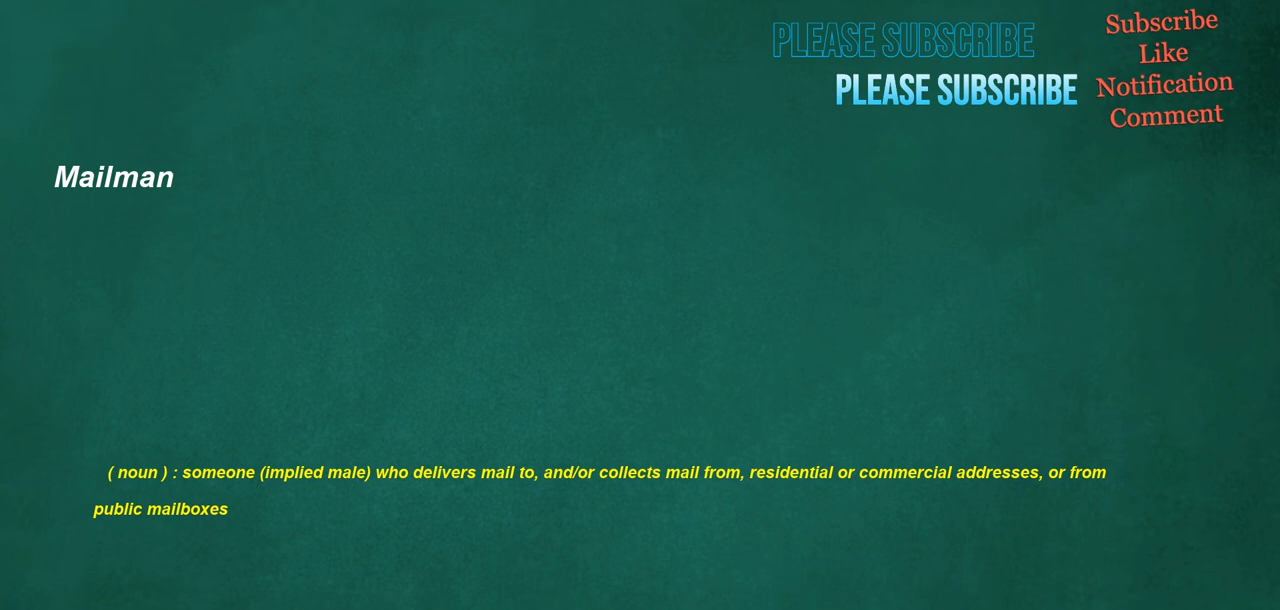 PLEASE SUBSCRIBE
PLEASE SUBSCRIBE
Subscribe
Like
Notification
Comment
Mailman
( noun ) : someone (implied male) who delivers mail to, and/or collects mail from, residential or commercial addresses, or from
public mailboxes